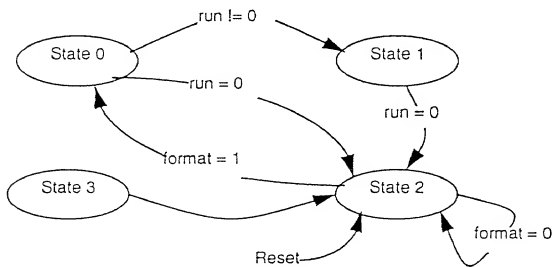 run != 0
State 0
State 1
run = 0
run = 0
format = 1
State 3
State 2
format = 0
Reset